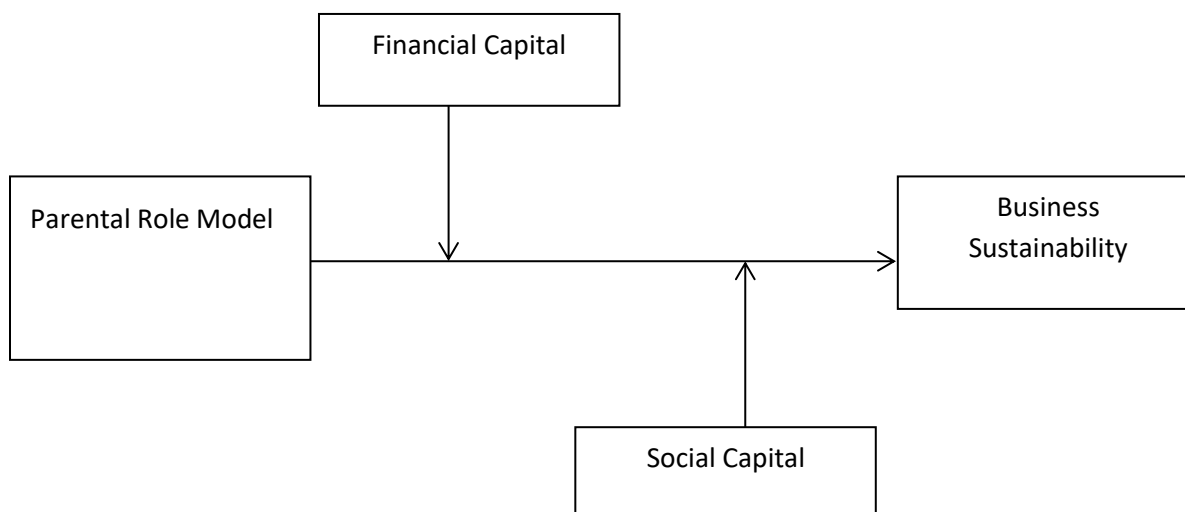 Financial Capital
Parental Role Model
Business
Sustainability
Social Capital